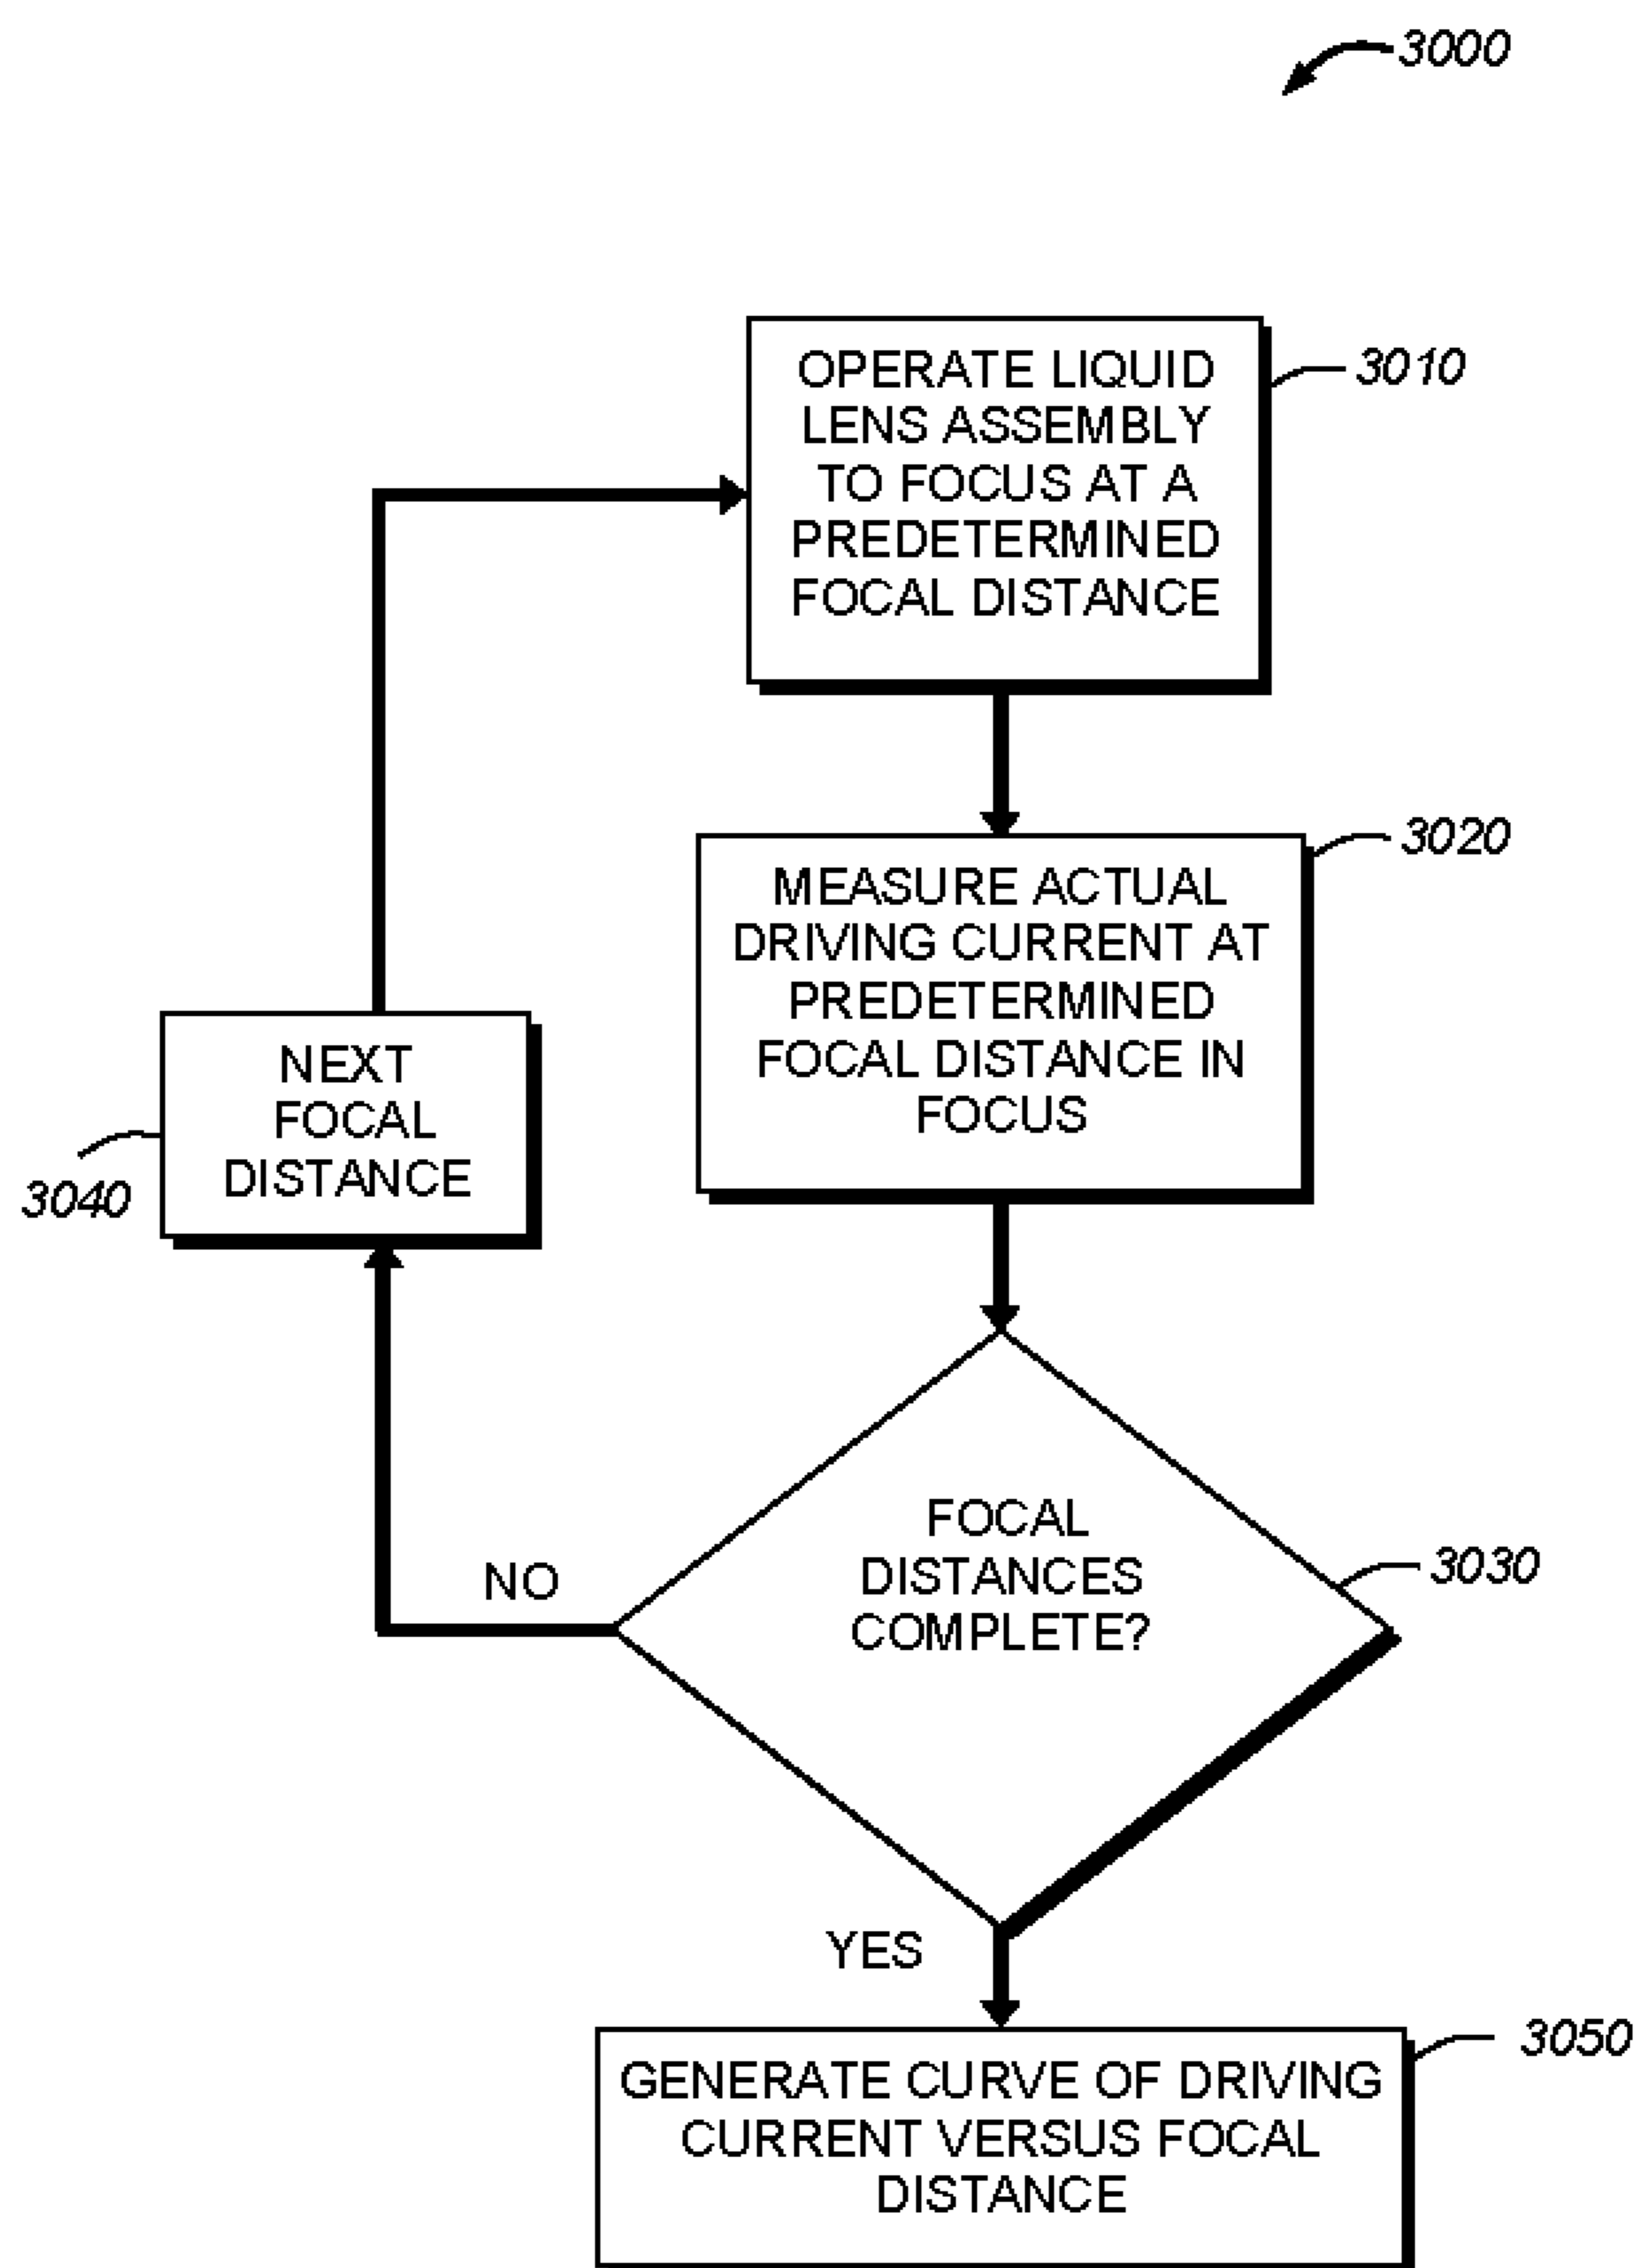 3000
OPERATE LIQUID
LENS ASSEMBLY
TO FOCUS AT A
PREDETERMINED
FOCAL DISTANCE
3010
MEASURE ACTUAL
DRIVING CURRENT AT
PREDETERMINED
FOCAL DISTANCE IN
FOCUS
3020
NEXT
FOCAL
DISTANCE
3040
FOCAL
DISTANCES
COMPLETE?
3030
NO
YES
GENERATE CURVE OF DRIVING
CURRENT VERSUS FOCAL
DISTANCE
3050